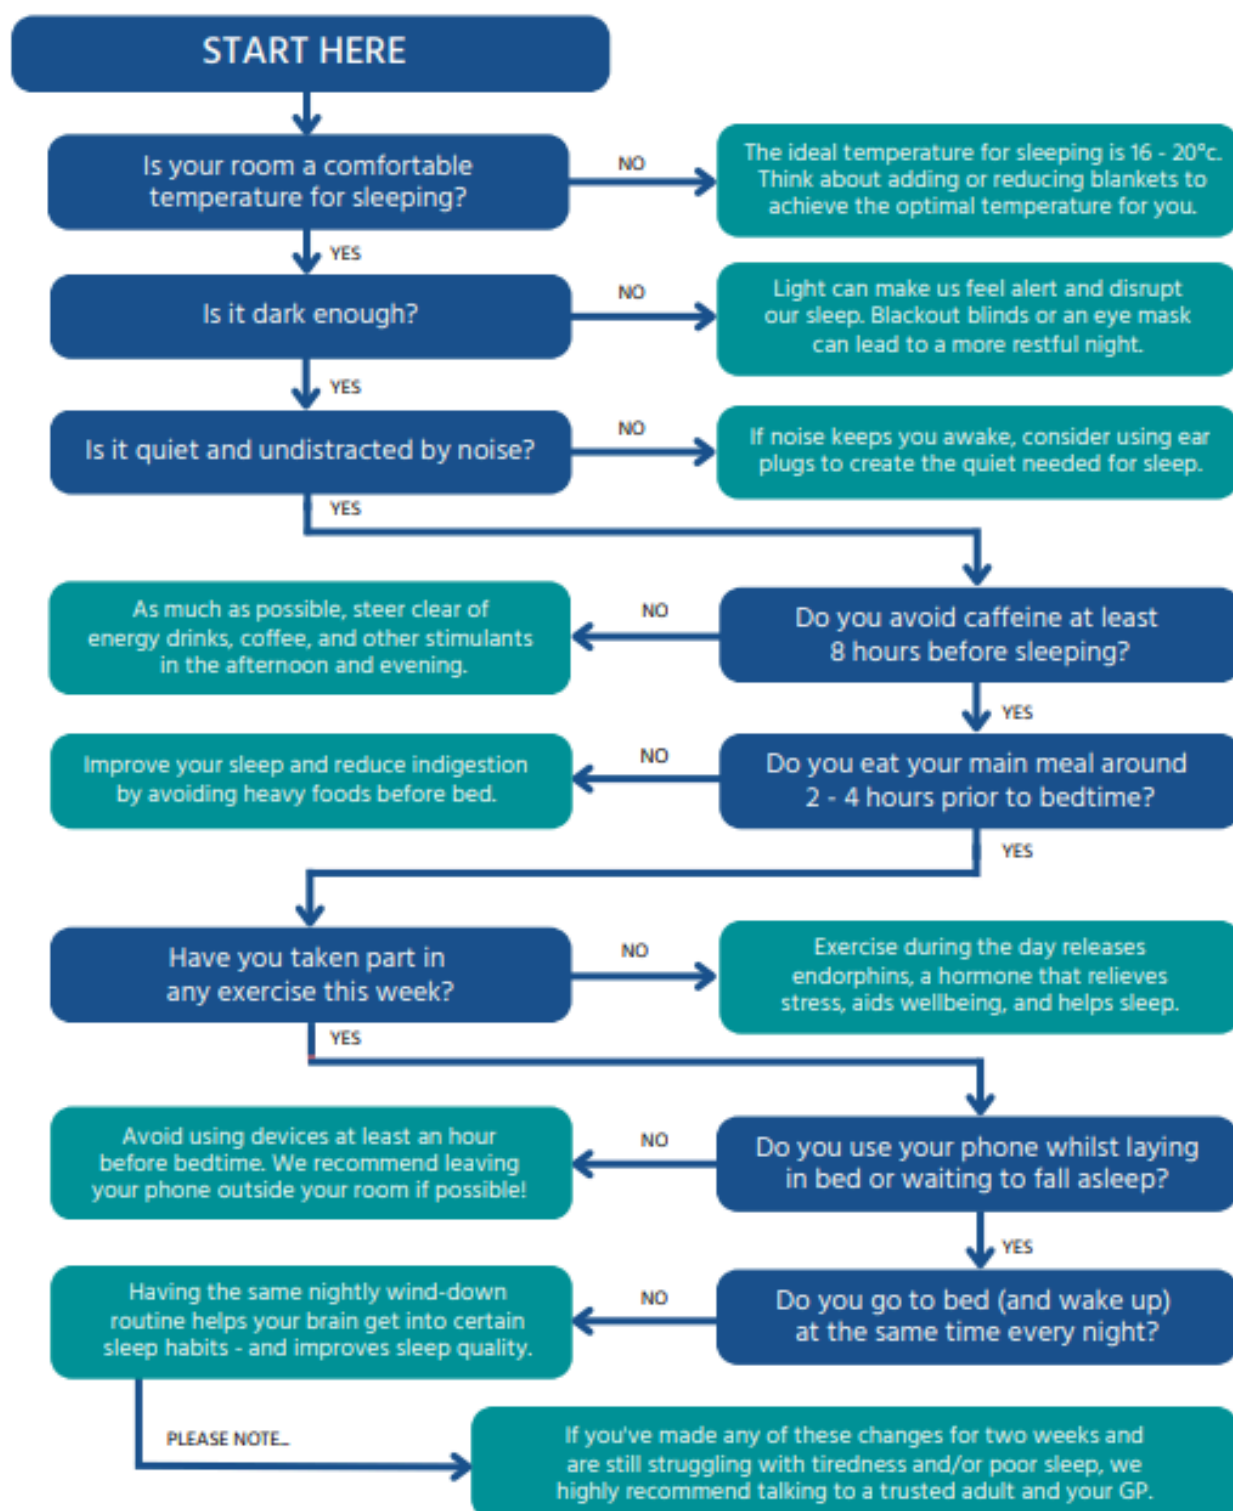 START HERE
Is your room a comfortable
temperature for sleeping?
NO
The ideal temperature for sleeping is 16 - 20°c.
Think about adding or reducing blankets to
achieve the optimal temperature for you.
YES
Is it dark enough?
NO
Light can make us feel alert and disrupt
our sleep. Blackout blinds or an eye mask
can lead to a more restful night.
YES
Is it quiet and undistracted by noise?
NO
If noise keeps you awake, consider using ear
plugs to create the quiet needed for sleep.
YES
Do you avoid caffeine at least
8 hours before sleeping?
NO
As much as possible, steer clear of
energy drinks, coffee, and other stimulants
in the afternoon and evening.
YES
Do you eat your main meal around
2 - 4 hours prior to bedtime?
NO
Improve your sleep and reduce indigestion
by avoiding heavy foods before bed.
YES
Have you taken part in
any exercise this week?
NO
Exercise during the day releases
endorphins, a hormone that relieves
stress, aids wellbeing, and helps sleep.
YES
Do you use your phone whilst laying
in bed or waiting to fall asleep?
NO
Avoid using devices at least an hour
before bedtime. We recommend leaving
your phone outside your room if possible!
YES
Do you go to bed (and wake up)
at the same time every night?
NO
Having the same nightly wind-down
routine helps your brain get into certain
sleep habits - and improves sleep quality.
PLEASE NOTE...
If you've made any of these changes for two weeks and
are still struggling with tiredness and/or poor sleep, we
highly recommend talking to a trusted adult and your GP.